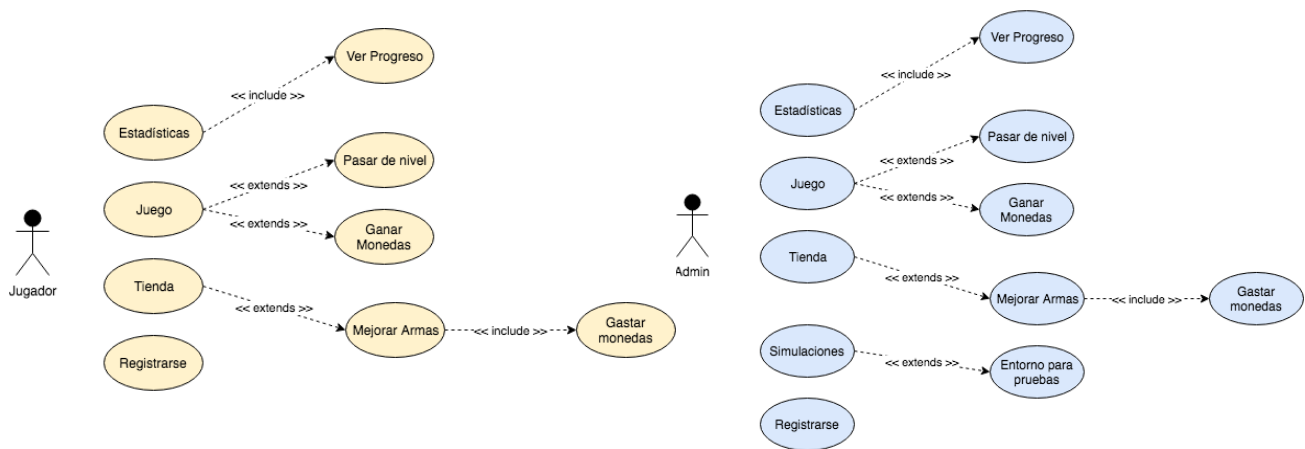 Ver Progreso
<< include >>
Estadísticas
Pasar de nivel
<< extends >>
Juego
<< extends >>
Ganar
Monedas
Jugador
Tienda
<< extends >>
Mejorar Armas
<< include >>
Gastar
monedas
Registrarse
Ver Progreso
<< include >>
Estadísticas
Pasar de nivel
<< extends >>
Juego
<< extends >>
Ganar
Monedas
Admin
Tienda
<< extends >>
Mejorar Armas
<< include >>
Gastar
monedas
Simulaciones
<< extends >>
Entorno para
pruebas
Registrarse